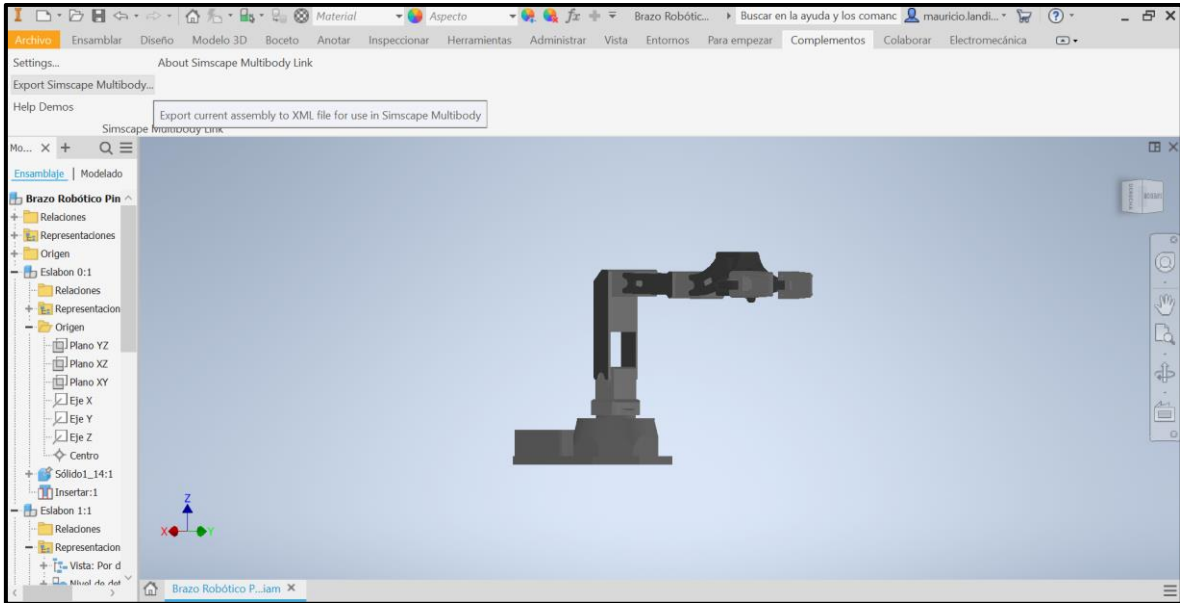 Material Aspecto fx Brazo Robótic... Buscar en la ayuda y los comanc mauricio.landi...
Archivo Ensamblar Diseño Modelo 3D Boceto Anotar Inspeccionar Herramientas Administrar Vista Entornos Para empezar Complementos Colaborar Electromecánica
Settings... About Simscape Multibody Link
Export Simscape Multibody...
Help Demos
Export current assembly to XML file for use in Simscape Multibody
Simscape Multibody Link
Mo...
Ensamblaje | Modelado
Brazo Robótico Pin
Relaciones
Representaciones
Origen
Eslabon 0:1
Relaciones
Representacion
Origen
Plano YZ
Plano XZ
Plano XY
Eje X
Eje Y
Eje Z
Centro
Sólido1_14:1
Insertar:1
Eslabon 1:1
Relaciones
Representacion
Vista: Por d
Nivel de det
Z
X Y
Brazo Robótico P...iam